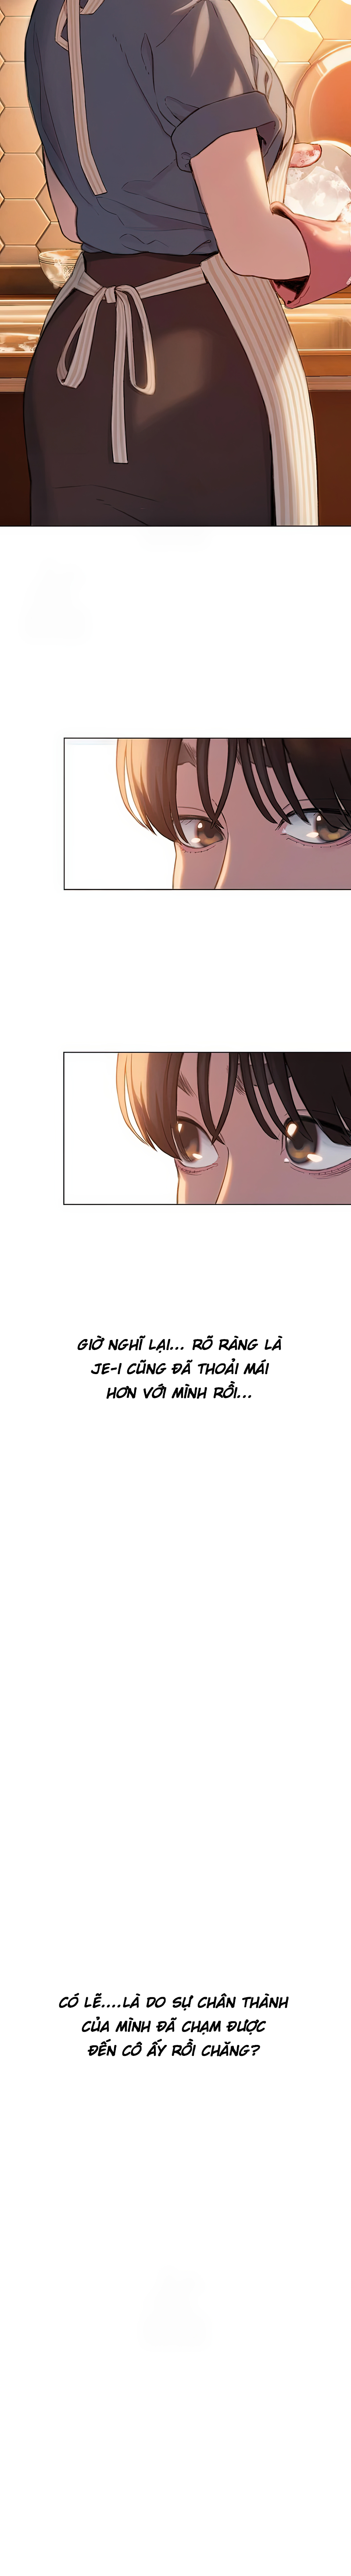 GIỜ NGHĨ LẠI... RÕ RÀNG LÀ
JE-I CŨNG ĐÃ THOẢI MÁI
HƠN VỚI MÌNH RỒI...
CÓ LẼ....LÀ DO SỰ CHÂN THÀNH
CỦA MÌNH ĐÃ CHẠM ĐƯỢC
ĐẾN CÔ ẤY RỒI CHĂNG?